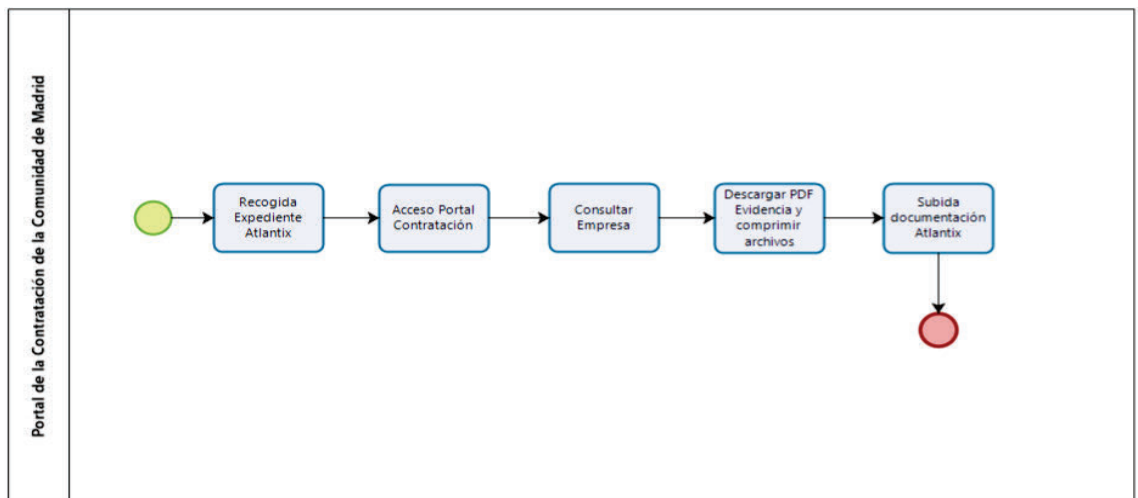 Portal de la Contratación de la Comunidad de Madrid
Recogida
Expediente
Atlantix
Acceso Portal
Contratación
Consultar
Empresa
Descargar PDF
Evidencia y
comprimir
archivos
Subida
documentación
Atlantix